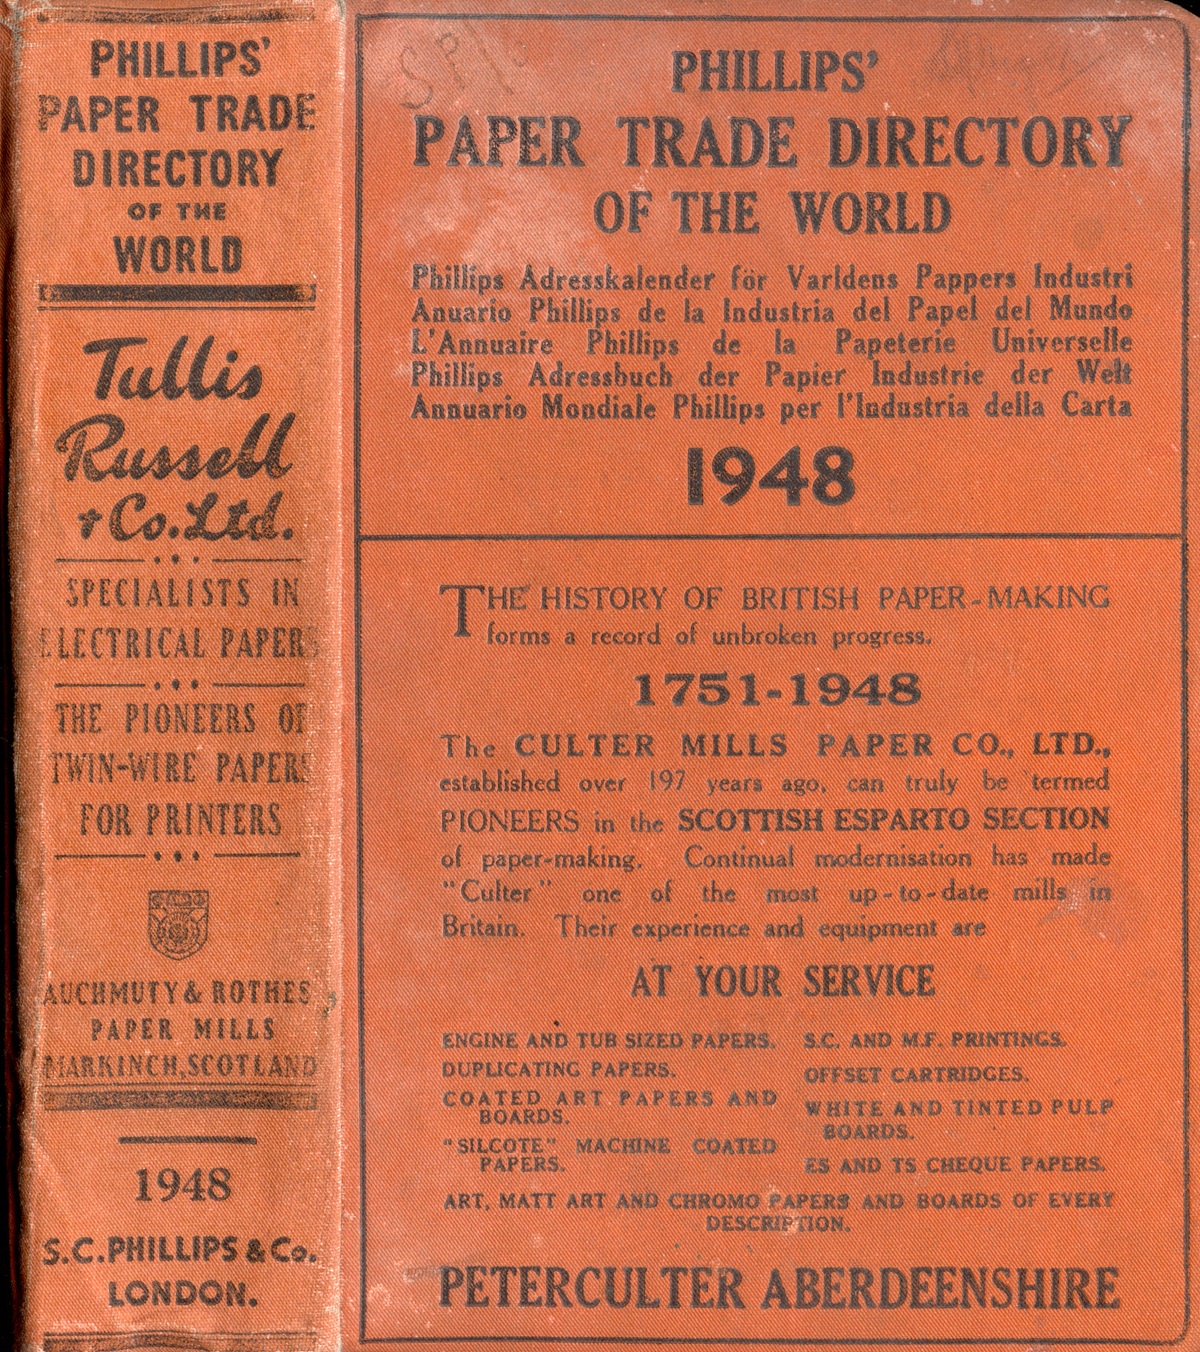 PHILLIPS'
PAPER TRADE
DIRECTORY
OF THE
WORLD
Tullis
Russell
+ Co. Ltd.
SPECIALISTS IN
ELECTRICAL PAPERS
THE PIONEERS OF
TWIN-WIRE PAPERS
FOR PRINTERS
AUCHMUTY & ROTHES
PAPER MILLS
MARKINCH, SCOTLAND
1948
S.C. PHILLIPS & Co.
LONDON.
PHILLIPS'
PAPER TRADE DIRECTORY
OF THE WORLD
Phillips Adresskalender för Varldens Pappers Industri
Anuario Phillips de la Industria del Papel del Mundo
L'Annuaire Phillips de la Papeterie Universelle
Phillips Adressbuch der Papier Industrie der Welt
Annuario Mondiale Phillips per l'Industria della Carta
1948
THE HISTORY OF BRITISH PAPER-MAKING
forms a record of unbroken progress.
1751-1948
The CULTER MILLS PAPER CO., LTD.,
established over 197 years ago, can truly be termed
PIONEERS in the SCOTTISH ESPARTO SECTION
of paper-making. Continual modernisation has made
"Culter" one of the most up-to-date mills in
Britain. Their experience and equipment are
AT YOUR SERVICE
ENGINE AND TUB SIZED PAPERS.
DUPLICATING PAPERS.
COATED ART PAPERS AND
BOARDS.
"SILCOTE" MACHINE COATED
PAPERS.
S.C. AND M.F. PRINTINGS.
OFFSET CARTRIDGES.
WHITE AND TINTED PULP
BOARDS.
ES AND TS CHEQUE PAPERS.
ART, MATT ART AND CHROMO PAPERS AND BOARDS OF EVERY
DESCRIPTION.
PETERCULTER ABERDEENSHIRE